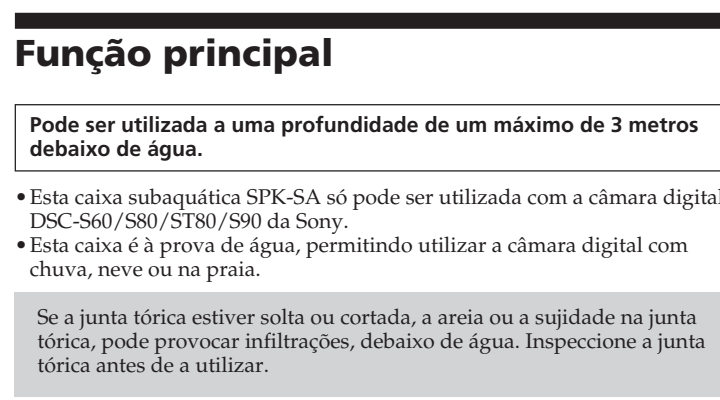 Função principal
Pode ser utilizada a uma profundidade de um máximo de 3 metros
debaixo de água.
• Esta caixa subaquática SPK-SA só pode ser utilizada com a câmara digital
DSC-S60/S80/ST80/S90 da Sony.
• Esta caixa é à prova de água, permitindo utilizar a câmara digital com
chuva, neve ou na praia.
Se a junta tórica estiver solta ou cortada, a areia ou a sujidade na junta
tórica, pode provocar infiltrações, debaixo de água. Inspeccione a junta
tórica antes de a utilizar.